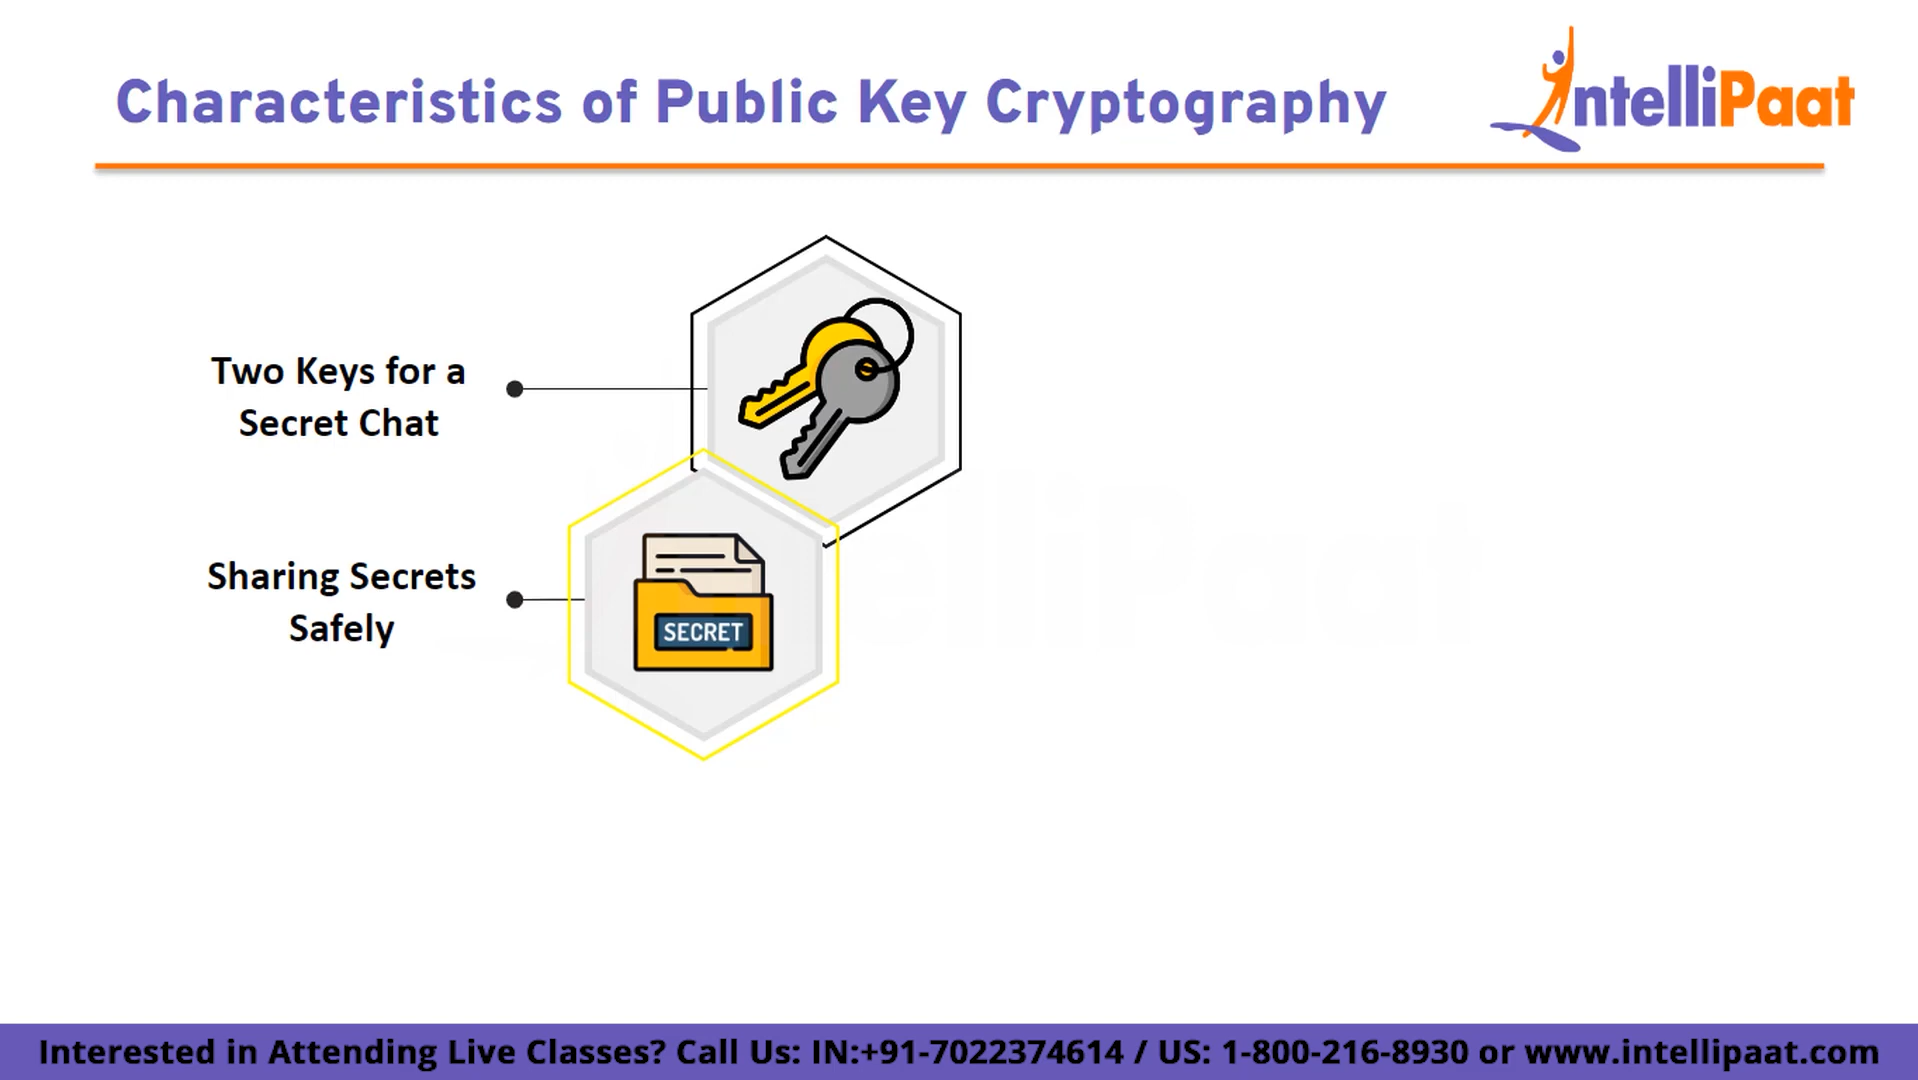 Characteristics of Public Key Cryptography
IntelliPaat
Two Keys for a
Secret Chat
Sharing Secrets
Safely
SECRET
IntelliPaat
Interested in Attending Live Classes? Call Us: IN:+91-7022374614 / US: 1-800-216-8930 or www.intellipaat.com